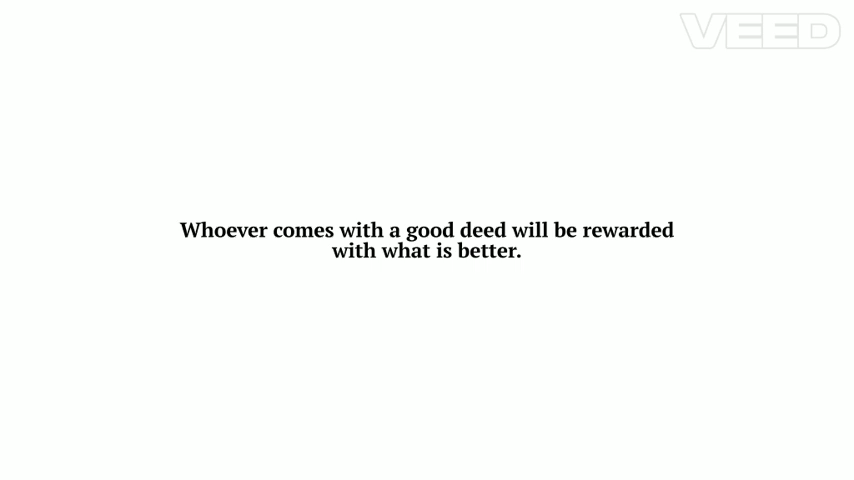 VEED
Whoever comes with a good deed will be rewarded
with what is better.